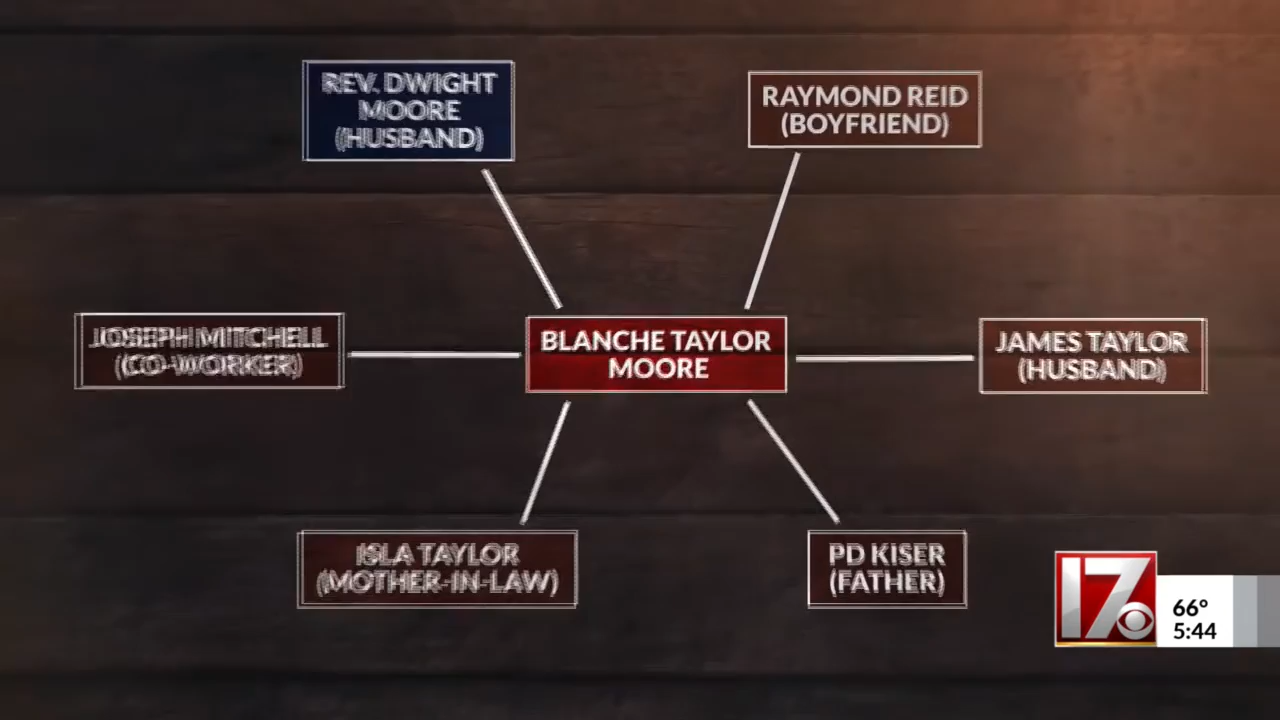 REV. DWIGHT
MOORE
(HUSBAND)
RAYMOND REID
(BOYFRIEND)
JOSEPH MITCHELL
(CO-WORKER)
BLANCHE TAYLOR
MOORE
JAMES TAYLOR
(HUSBAND)
ISLA TAYLOR
(MOTHER-IN-LAW)
PD KISER
(FATHER)
17
66°
5:44